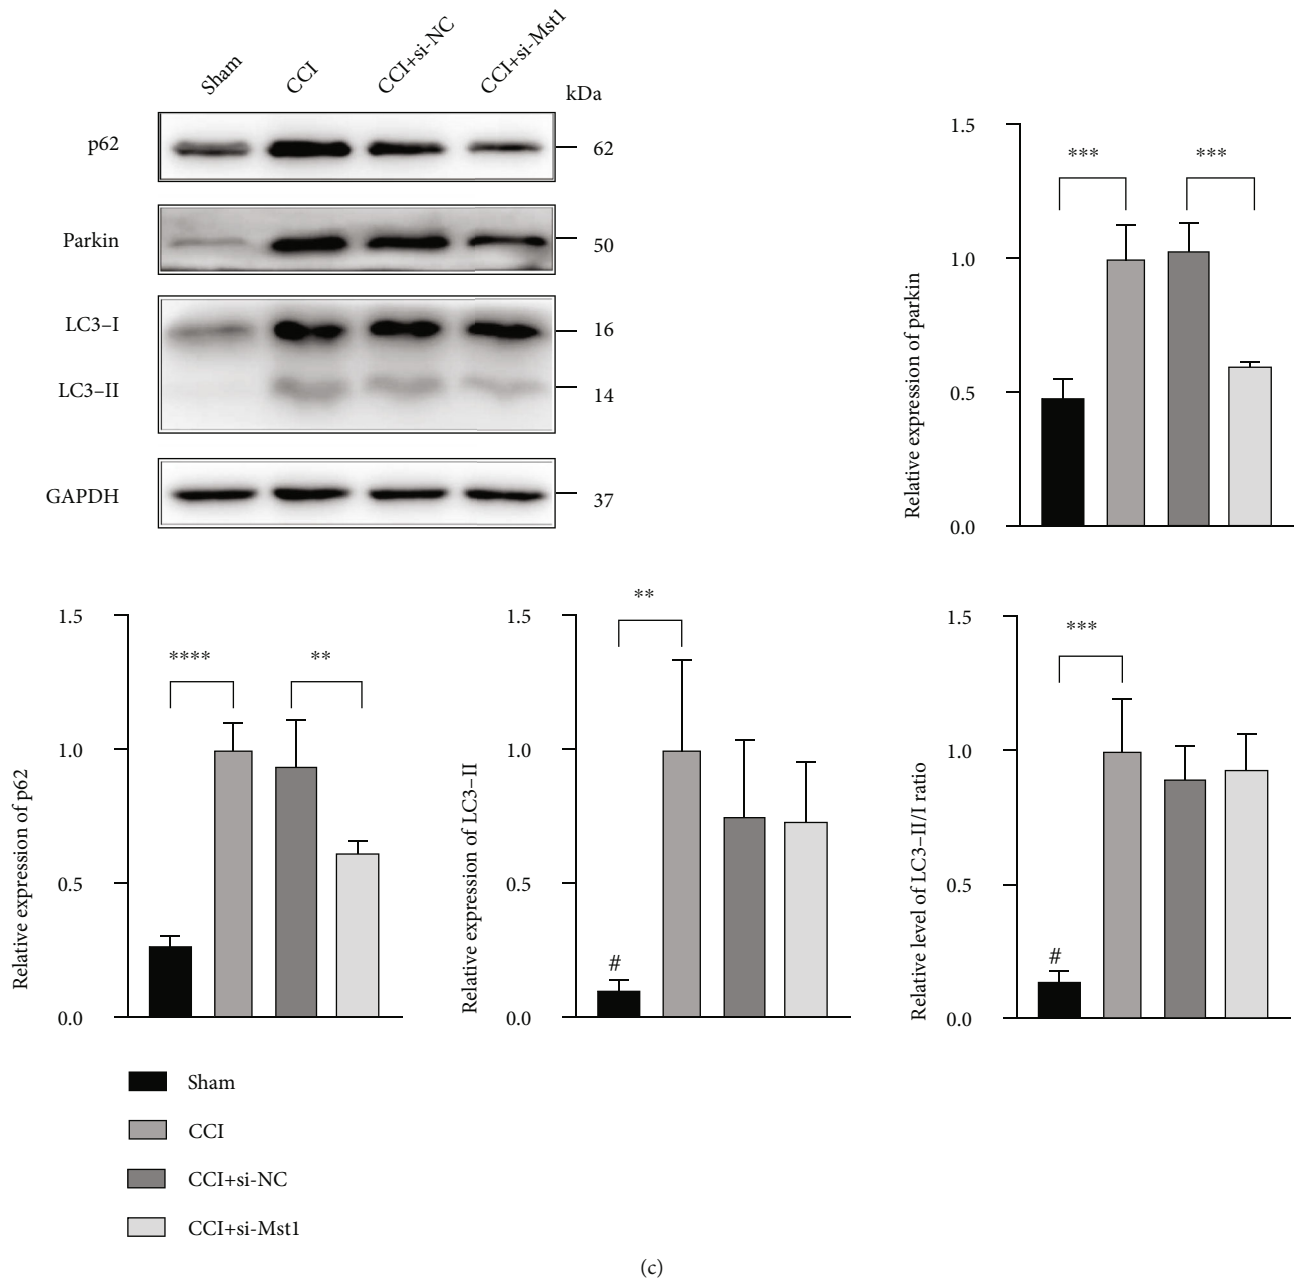 Sham
CCI
CCI+si-NC
CCI+si-Mst1
kDa
p62
62
Parkin
50
LC3–I
16
LC3–II
14
GAPDH
37
Relative expression of parkin
1.5
1.0
0.5
0.0
***
***
Relative expression of p62
1.5
1.0
0.5
0.0
****
**
Relative expression of LC3–II
1.5
1.0
0.5
0.0
**
#
Relative level of LC3–II/I ratio
1.5
1.0
0.5
0.0
***
#
Sham
CCI
CCI+si-NC
CCI+si-Mst1
(c)